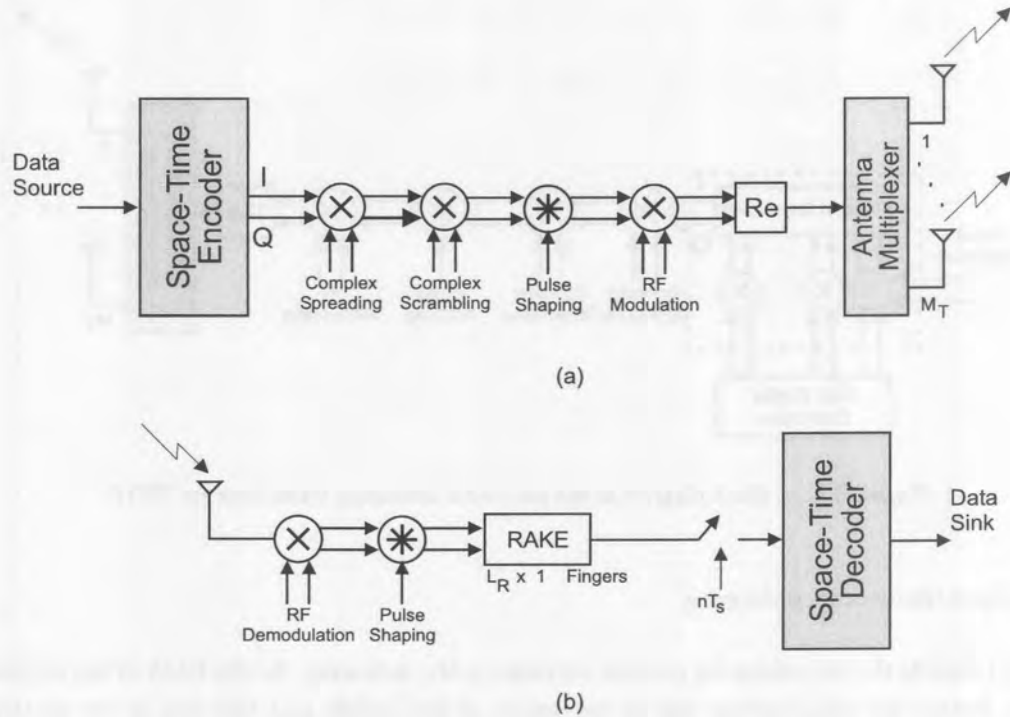 Data
Source
Space-Time
Encoder
I
Q
Complex
Spreading
Complex
Scrambling
Pulse
Shaping
RF
Modulation
Re
Antenna
Multiplexer
1
M_T
(a)
RF
Demodulation
Pulse
Shaping
RAKE
L_R x 1 Fingers
nT_s
Space-Time
Decoder
Data
Sink
(b)